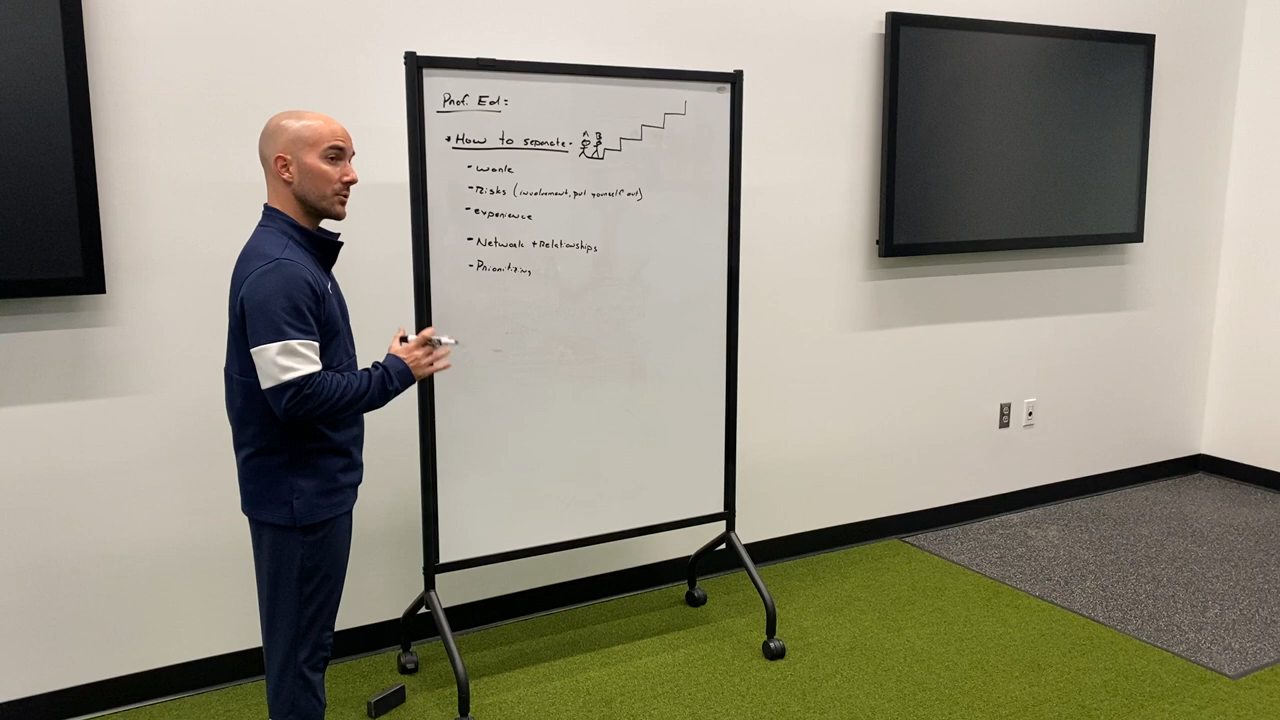 Prof. Ed:
* How to separate - A B
- work
- Risks (involvement, put yourself out)
- experience
- Network + Relationships
- Prioritizing